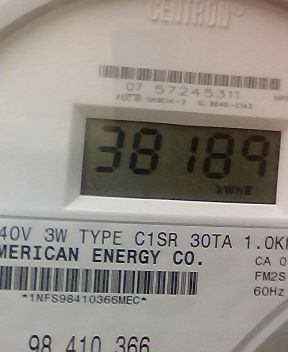 CENTRON®
07 57245311
38189
kWh
40V 3W TYPE C1SR 30TA 1.0K
MERICAN ENERGY CO.
CA 0
*1NFS98410366MEC*
FM2S
60Hz
98 410 366